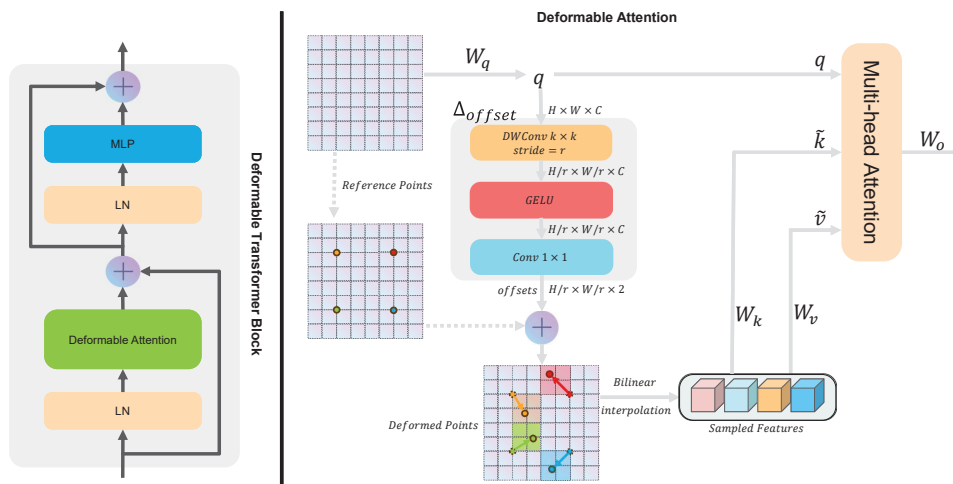 MLP
LN
Deformable Attention
LN
Deformable Transformer Block
Deformable Attention
W_q
q
q
Δ_offset
H × W × C
DWConv k × k
stride = r
H/r × W/r × C
GELU
H/r × W/r × C
Conv 1 × 1
offsets
H/r × W/r × 2
Reference Points
Deformed Points
Bilinear
interpolation
Sampled Features
W_k
W_v
k̃
ṽ
Multi-head Attention
W_o